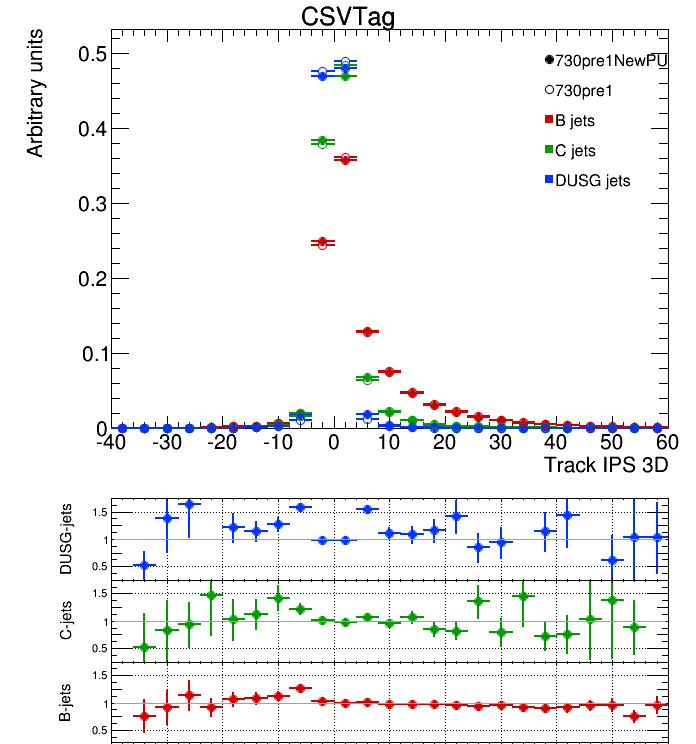 CSVTag
Arbitrary units
0.5
0.4
0.3
0.2
0.1
0
730pre1NewPU
730pre1
B jets
C jets
DUSG jets
-40 -30 -20 -10 0 10 20 30 40 50 60
Track IPS 3D
DUSG-jets
1.5
1
0.5
C-jets
1.5
1
0.5
B-jets
1.5
1
0.5